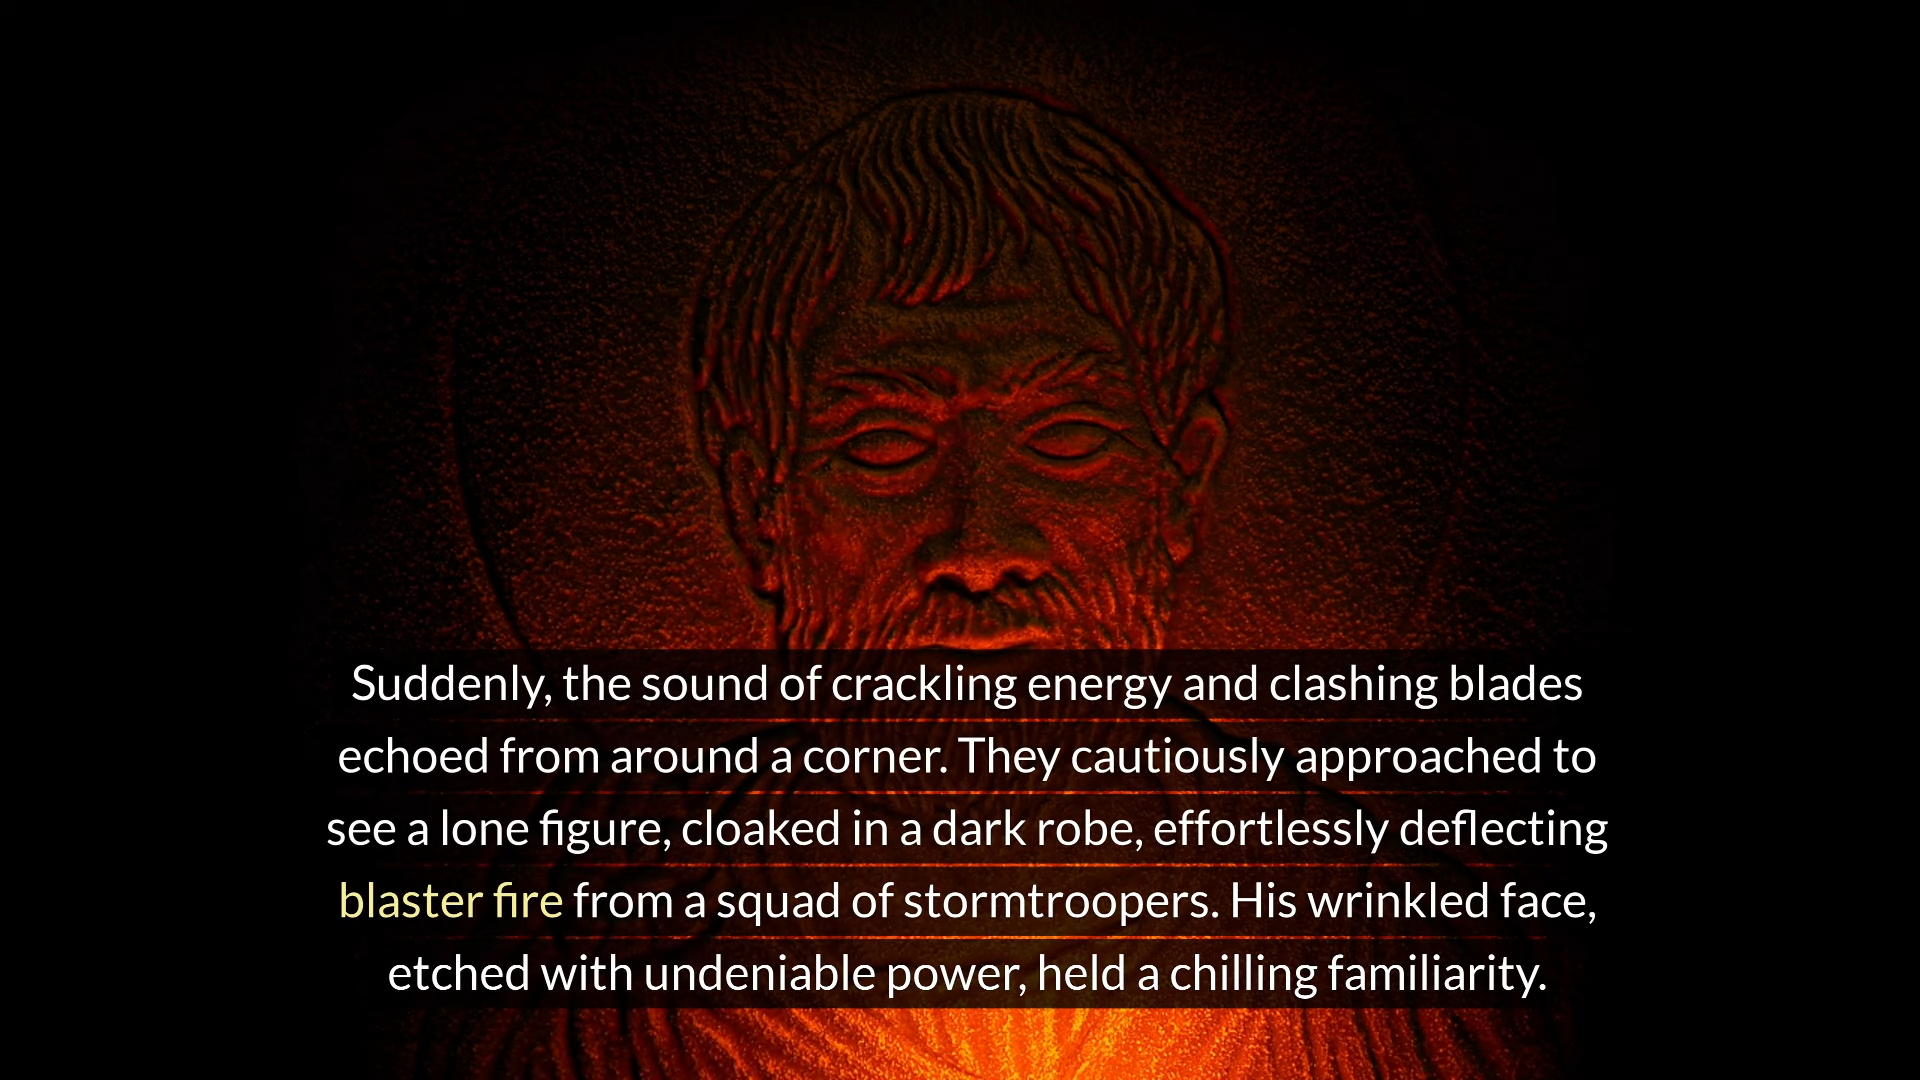 Suddenly, the sound of crackling energy and clashing blades
echoed from around a corner. They cautiously approached to
see a lone figure, cloaked in a dark robe, effortlessly deflecting
blaster fire from a squad of stormtroopers. His wrinkled face,
etched with undeniable power, held a chilling familiarity.